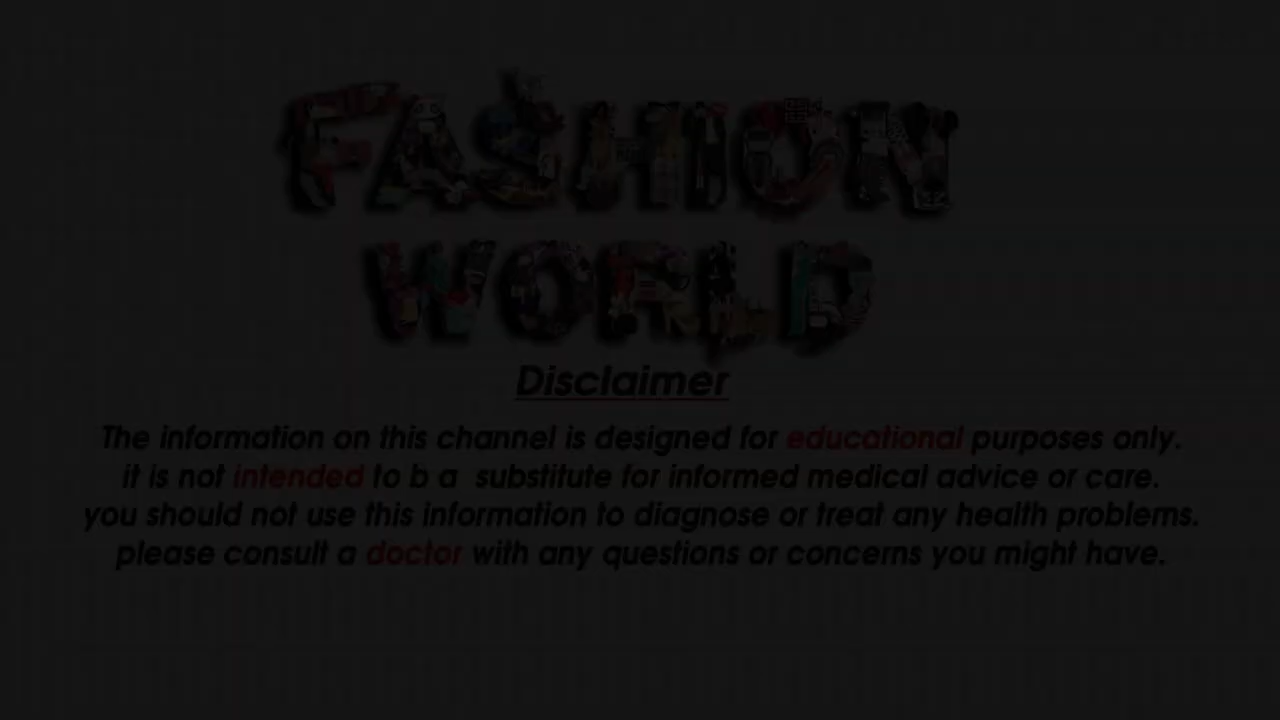 FASHION
WORLD
Disclaimer
The information on this channel is designed for educational purposes only.
it is not intended to b a substitute for informed medical advice or care.
you should not use this information to diagnose or treat any health problems.
please consult a doctor with any questions or concerns you might have.